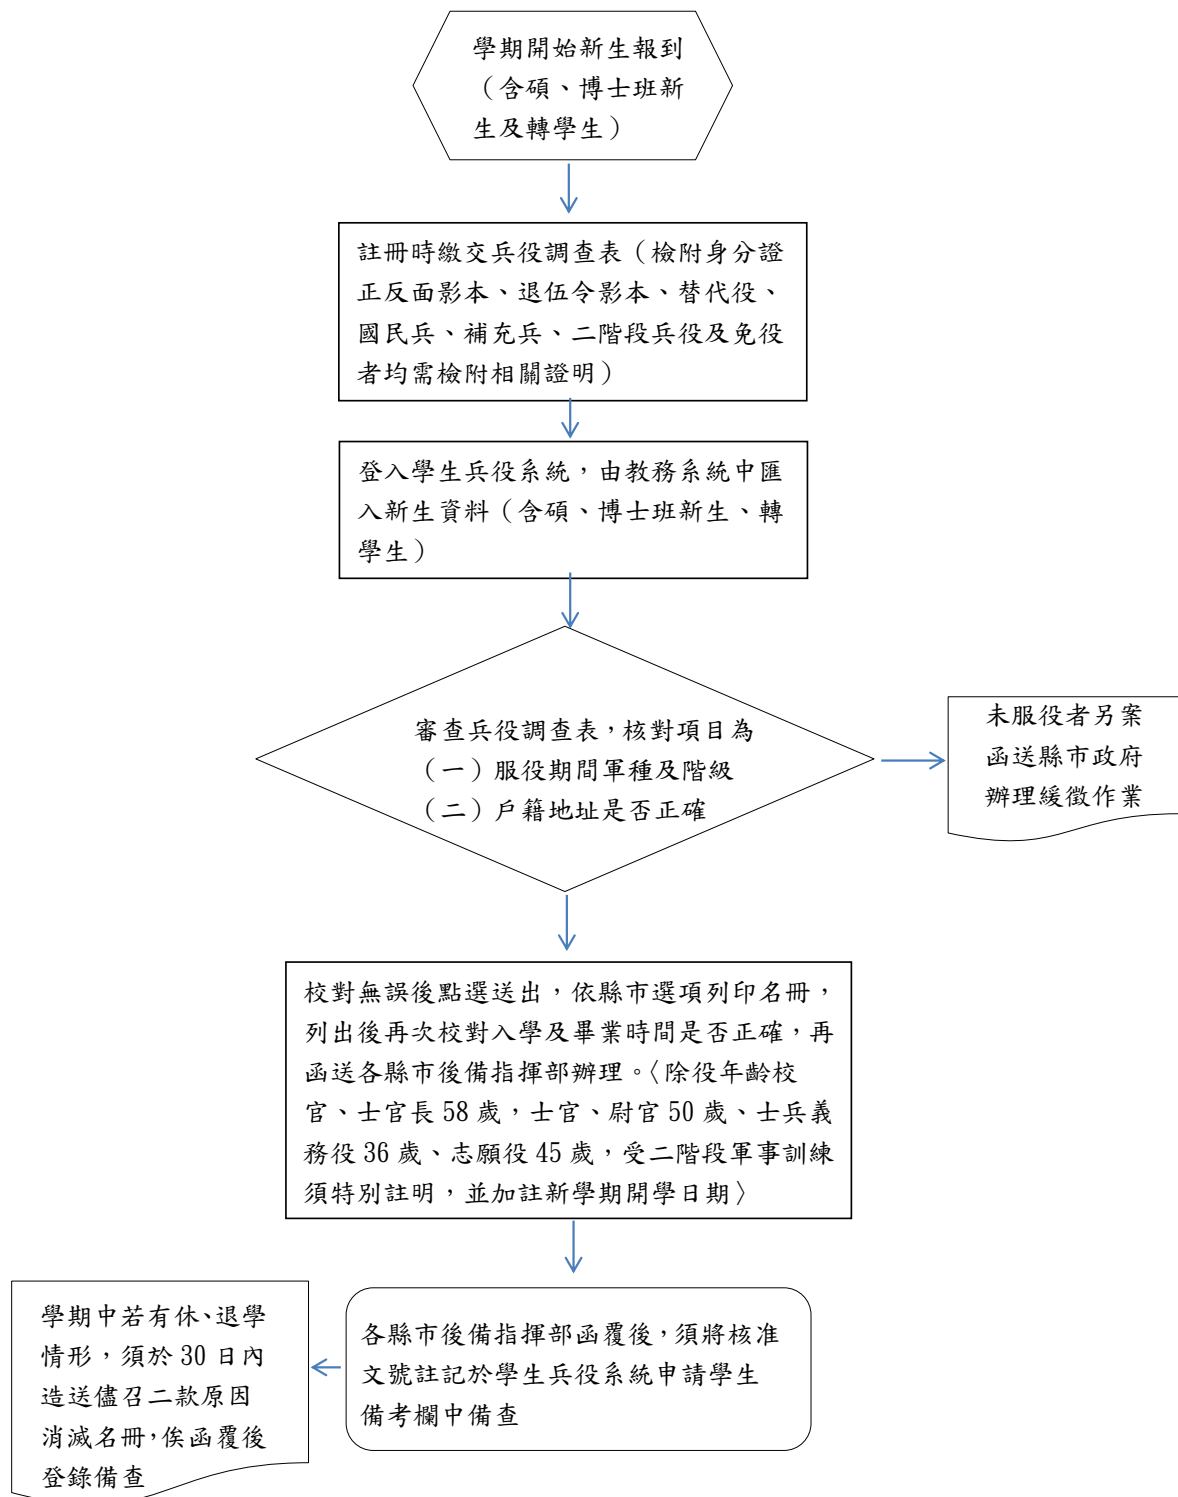 學期開始新生報到
（含碩、博士班新
生及轉學生）
註冊時繳交兵役調查表（檢附身分證
正反面影本、退伍令影本、替代役、
國民兵、補充兵、二階段兵役及免役
者均需檢附相關證明）
登入學生兵役系統，由教務系統中匯
入新生資料（含碩、博士班新生、轉
學生）
審查兵役調查表，核對項目為
（一）服役期間軍種及階級
（二）戶籍地址是否正確
未服役者另案
函送縣市政府
辦理緩徵作業
校對無誤後點選送出，依縣市選項列印名冊，
列出後再次校對入學及畢業時間是否正確，再
函送各縣市後備指揮部辦理。〈除役年齡校
官、士官長 58 歲，士官、尉官 50 歲、士兵義
務役 36 歲、志願役 45 歲，受二階段軍事訓練
須特別註明，並加註新學期開學日期〉
各縣市後備指揮部函覆後，須將核准
文號註記於學生兵役系統申請學生
備考欄中備查
學期中若有休、退學
情形，須於 30 日內
造送儘召二款原因
消滅名冊，俟函覆後
登錄備查